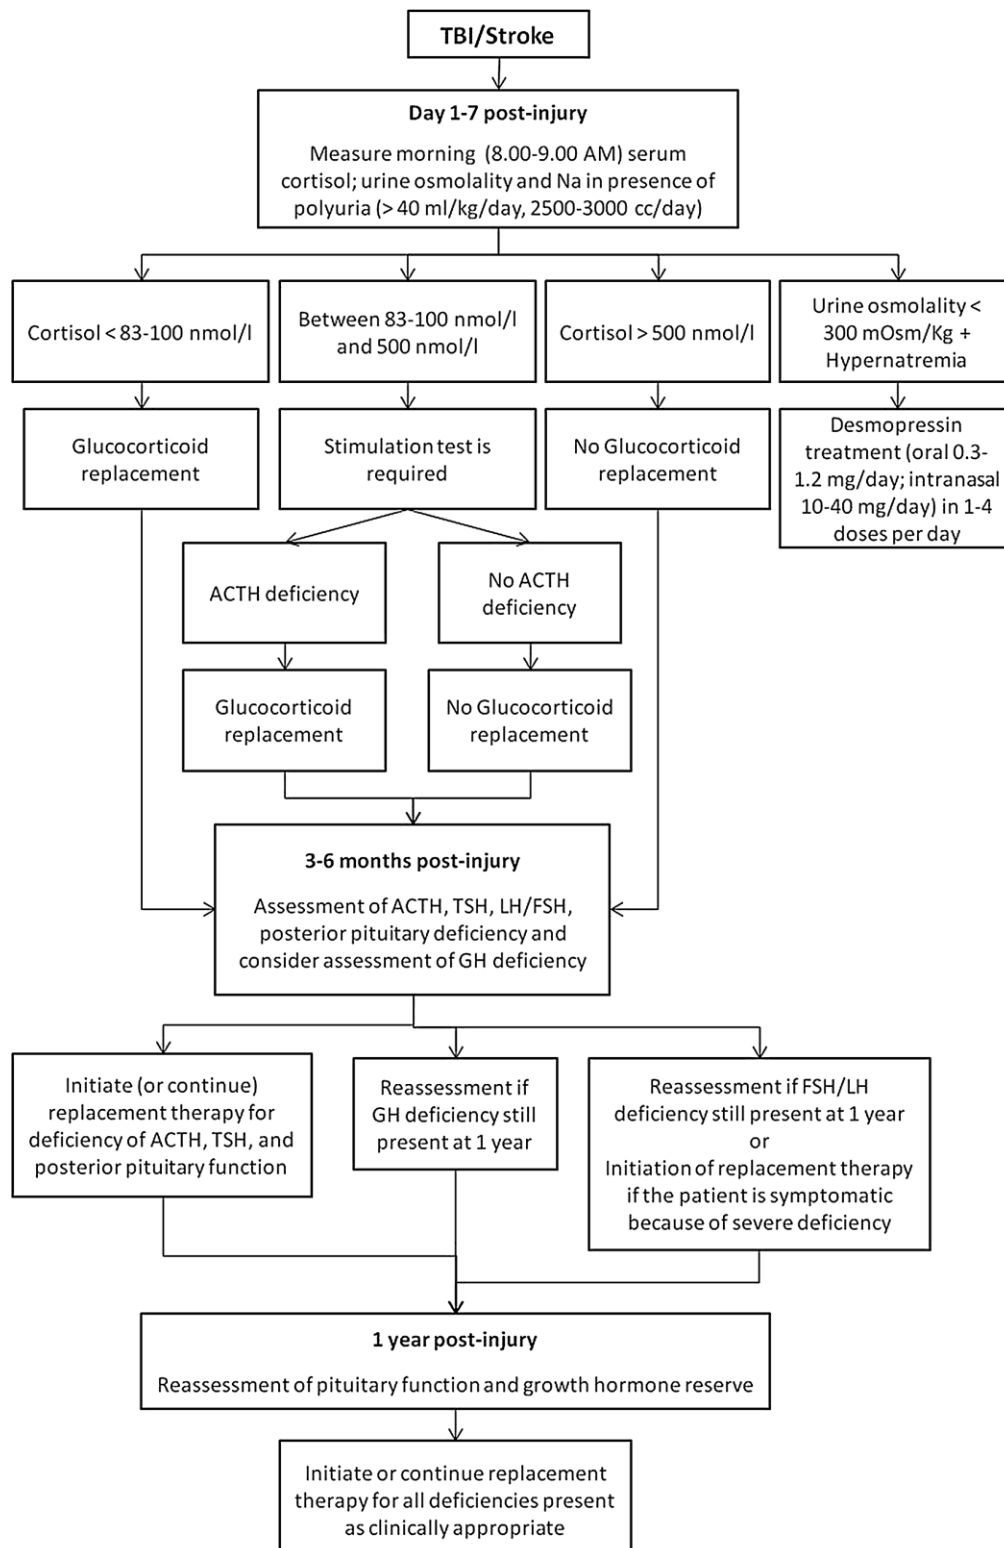 TBI/Stroke
Day 1-7 post-injury
Measure morning (8.00-9.00 AM) serum
cortisol; urine osmolality and Na in presence of
polyuria (> 40 ml/kg/day, 2500-3000 cc/day)
Cortisol < 83-100 nmol/l
Between 83-100 nmol/l
and 500 nmol/l
Cortisol > 500 nmol/l
Urine osmolality <
300 mOsm/Kg +
Hypernatremia
Glucocorticoid
replacement
Stimulation test is
required
No Glucocorticoid
replacement
Desmopressin
treatment (oral 0.3-
1.2 mg/day; intranasal
10-40 mg/day) in 1-4
doses per day
ACTH deficiency
No ACTH
deficiency
Glucocorticoid
replacement
No Glucocorticoid
replacement
3-6 months post-injury
Assessment of ACTH, TSH, LH/FSH,
posterior pituitary deficiency and
consider assessment of GH deficiency
Initiate (or continue)
replacement therapy for
deficiency of ACTH, TSH, and
posterior pituitary function
Reassessment if
GH deficiency still
present at 1 year
Reassessment if FSH/LH
deficiency still present at 1 year
or
Initiation of replacement therapy
if the patient is symptomatic
because of severe deficiency
1 year post-injury
Reassessment of pituitary function and growth hormone reserve
Initiate or continue replacement
therapy for all deficiencies present
as clinically appropriate